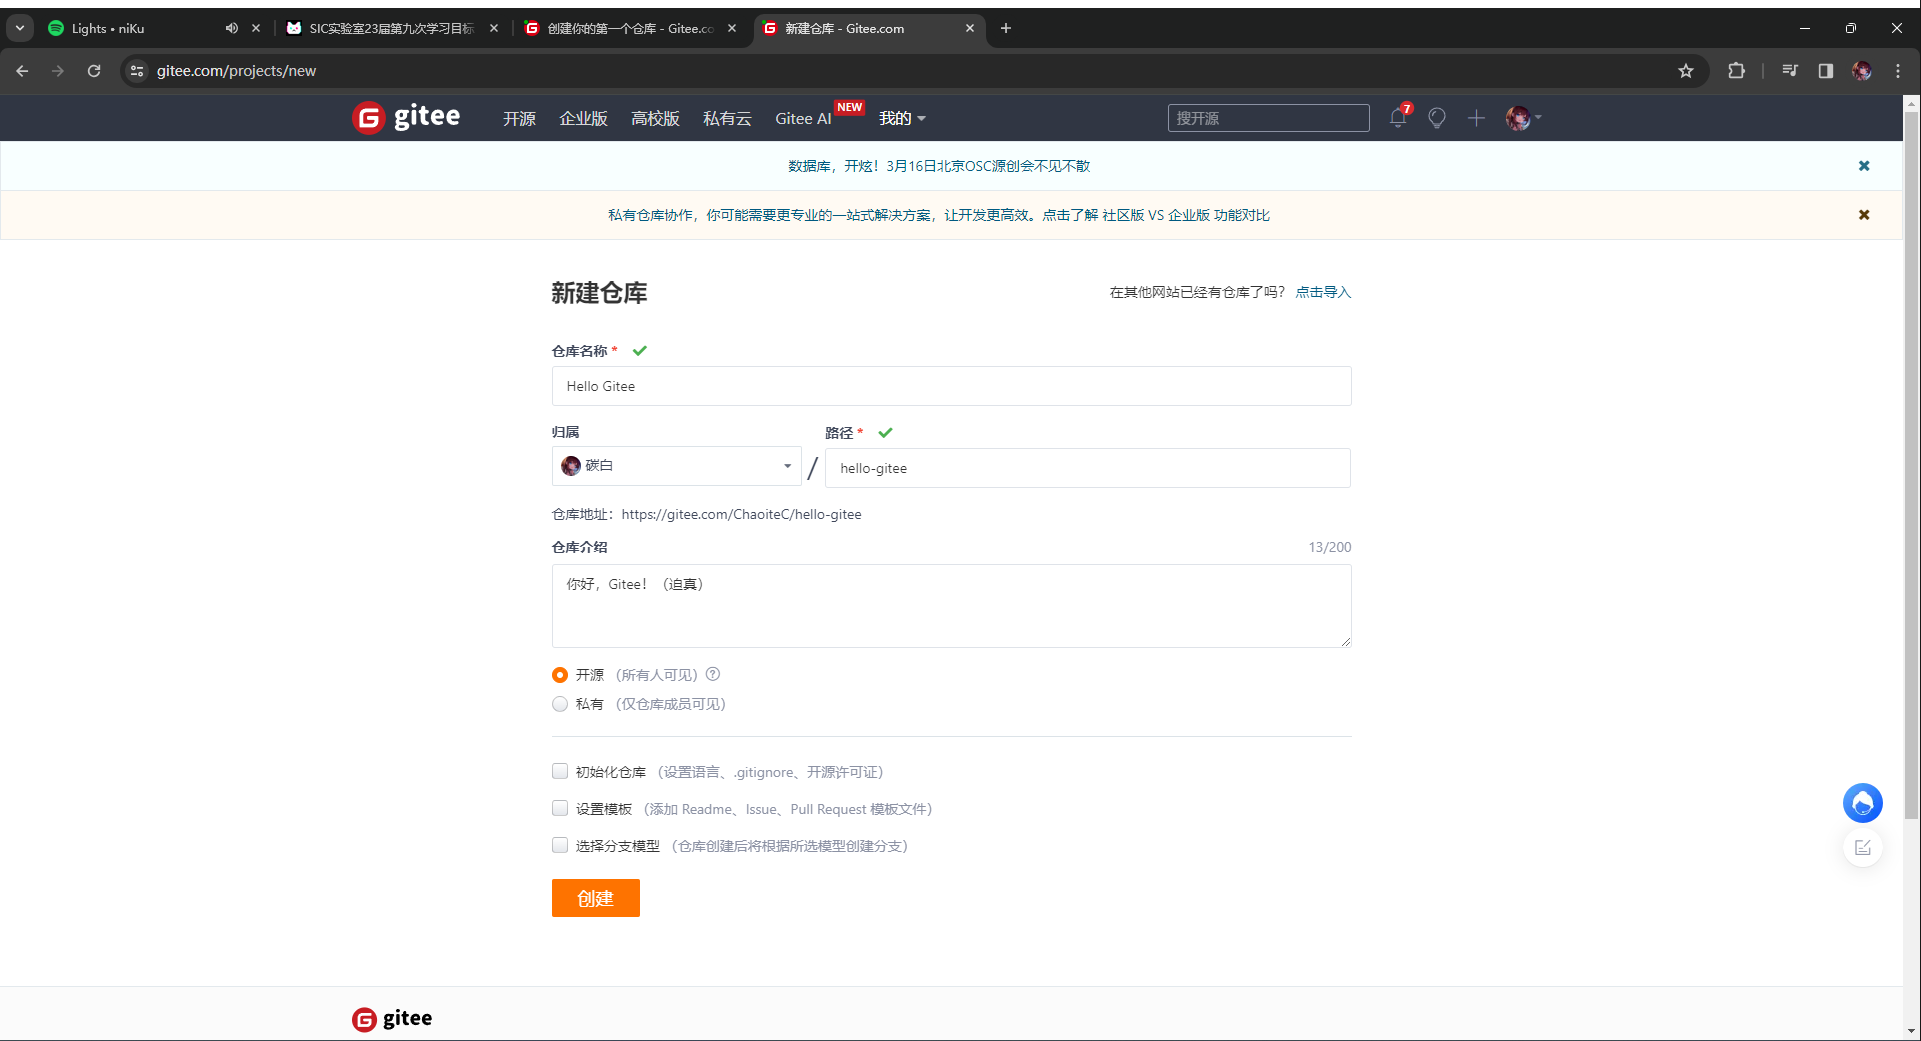 Lights • niKu
SIC实验室23届第九次学习目标
创建你的第一个仓库 - Gitee.co
新建仓库 - Gitee.com
gitee.com/projects/new
gitee
开源
企业版
高校版
私有云
Gitee AI
NEW
我的
搜开源
7
数据库，开炫！3月16日北京OSC源创会不见不散
私有仓库协作，你可能需要更专业的一站式解决方案，让开发更高效。点击了解 社区版 VS 企业版 功能对比
新建仓库
在其他网站已经有仓库了吗？ 点击导入
仓库名称 *
Hello Gitee
归属
路径 *
碳白
/
hello-gitee
仓库地址：https://gitee.com/ChaoiteC/hello-gitee
仓库介绍
13/200
你好，Gitee！（迫真）
开源 （所有人可见）
私有 （仅仓库成员可见）
初始化仓库 （设置语言、.gitignore、开源许可证）
设置模板 （添加 Readme、Issue、Pull Request 模板文件）
选择分支模型 （仓库创建后将根据所选模型创建分支）
创建
gitee